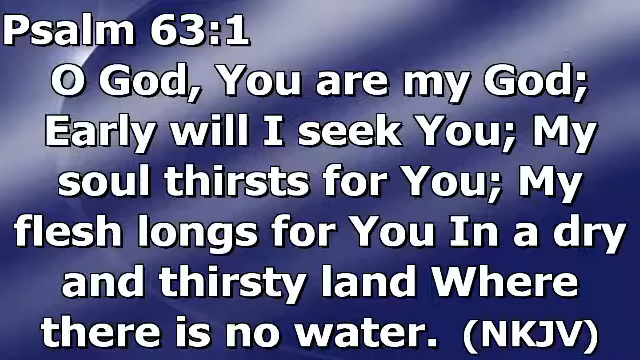 Psalm 63:1
O God, You are my God;
Early will I seek You; My
soul thirsts for You; My
flesh longs for You In a dry
and thirsty land Where
there is no water. (NKJV)